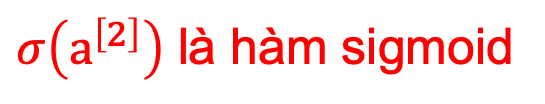 σ(a^[2]) là hàm sigmoid